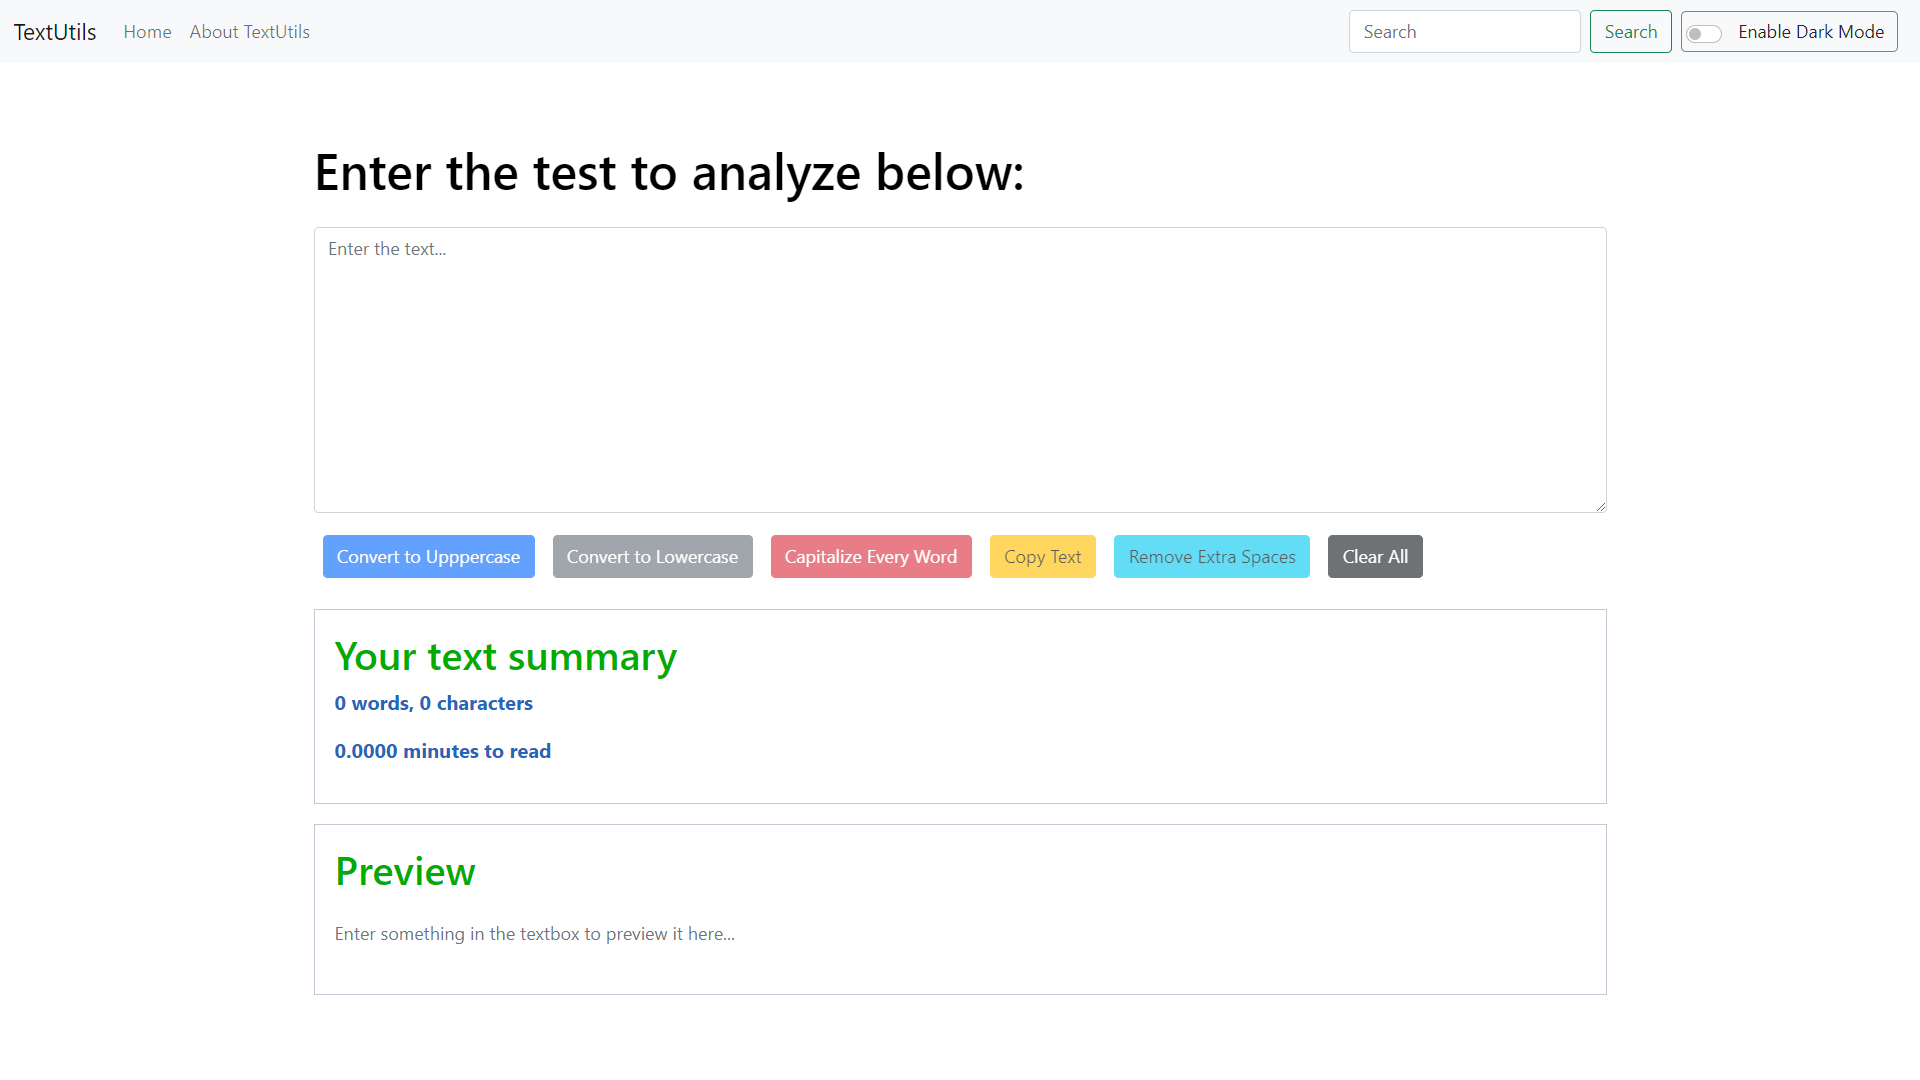 TextUtils Home About TextUtils Search Search Enable Dark Mode
Enter the test to analyze below:
Enter the text...
Convert to Upppercase Convert to Lowercase Capitalize Every Word Copy Text Remove Extra Spaces Clear All
Your text summary
0 words, 0 characters
0.0000 minutes to read
Preview
Enter something in the textbox to preview it here...